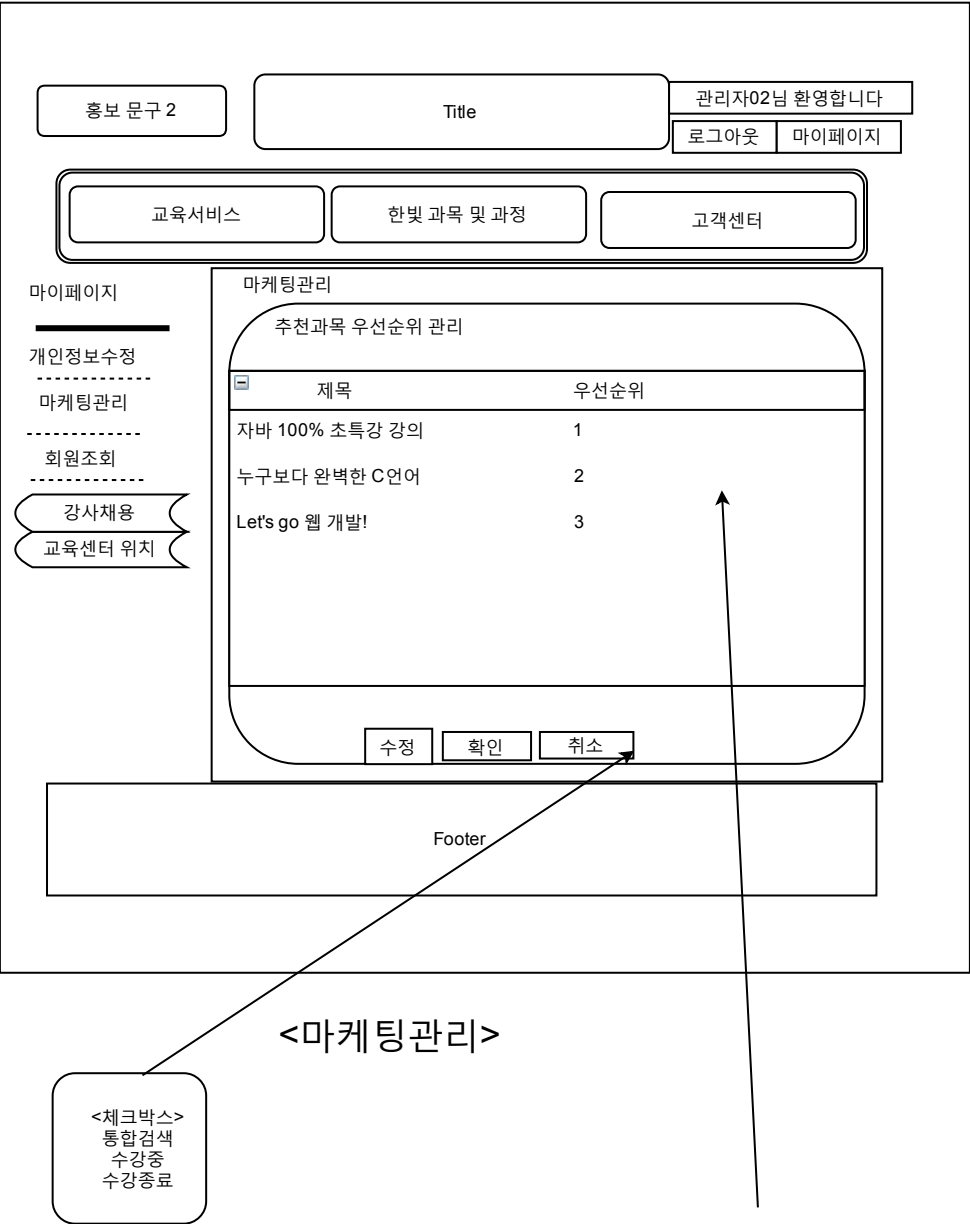 홍보 문구 2
Title
관리자02님 환영합니다
로그아웃
마이페이지
교육서비스
한빛 과목 및 과정
고객센터
마이페이지
개인정보수정
마케팅관리
회원조회
강사채용
교육센터 위치
마케팅관리
추천과목 우선순위 관리
제목 우선순위
자바 100% 초특강 강의 1
누구보다 완벽한 C언어 2
Let's go 웹 개발! 3
수정
확인
취소
Footer
<마케팅관리>
<체크박스>
통합검색
수강중
수강종료